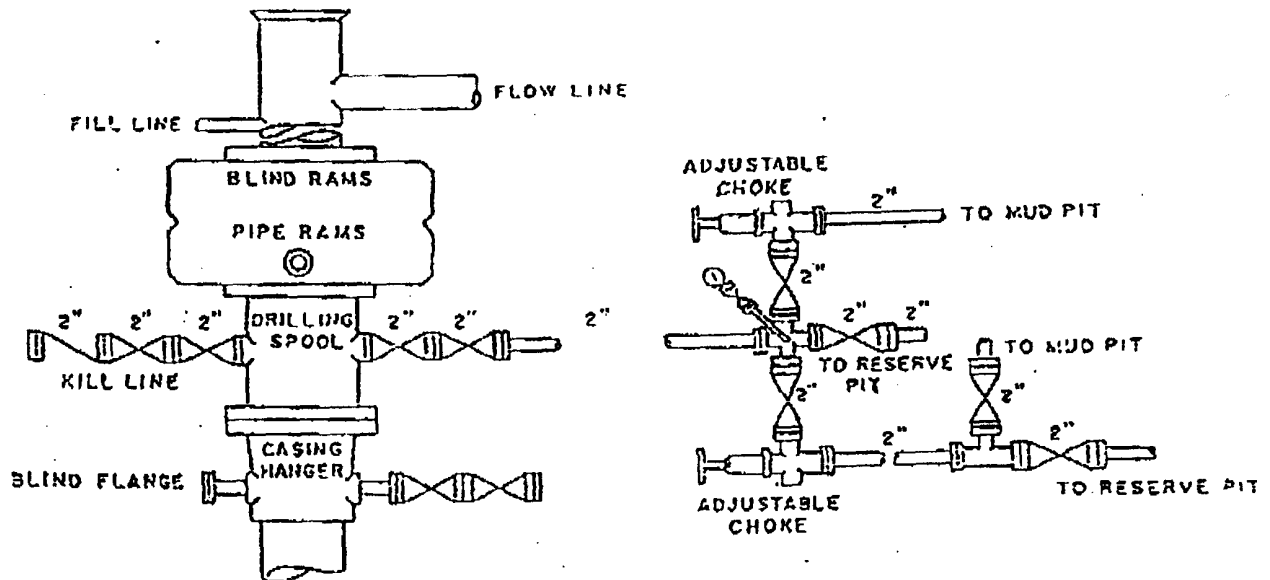 FLOW LINE
FILL LINE
BLIND RAMS
PIPE RAMS
2" 2" 2" DRILLING 2" 2" 2"
SPOOL
KILL LINE
CASING
HANGER
BLIND FLANGE
ADJUSTABLE
CHOKE
2"
TO MUD PIT
2"
2" 2"
TO RESERVE
PIT
TO MUD PIT
2" 2"
2" 2"
TO RESERVE PIT
ADJUSTABLE
CHOKE